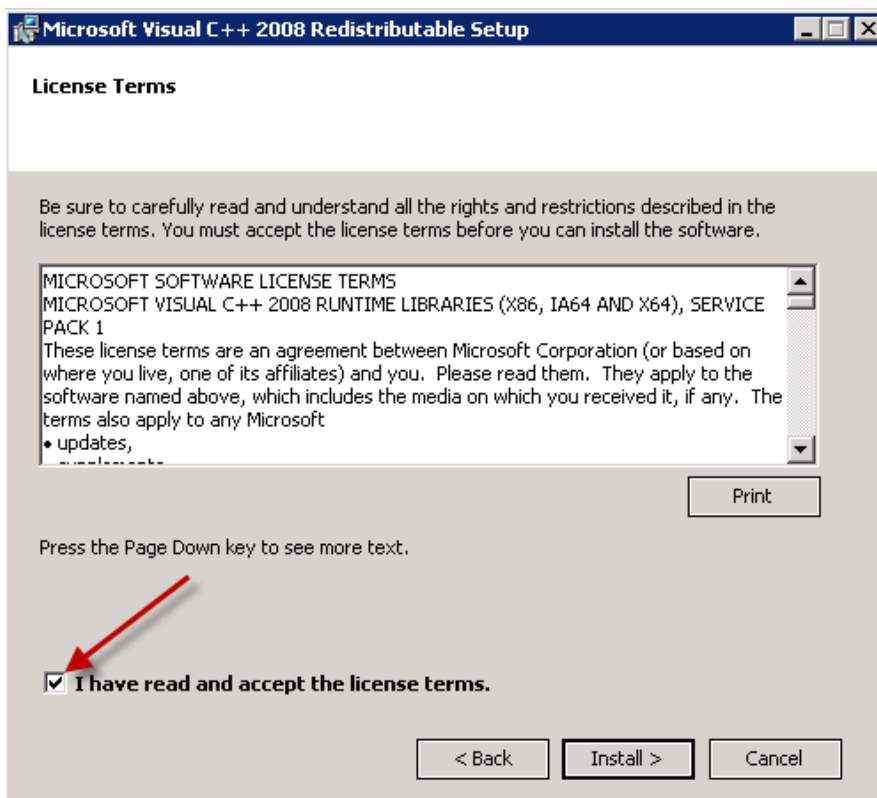 Microsoft Visual C++ 2008 Redistributable Setup
License Terms
Be sure to carefully read and understand all the rights and restrictions described in the
license terms. You must accept the license terms before you can install the software.
MICROSOFT SOFTWARE LICENSE TERMS
MICROSOFT VISUAL C++ 2008 RUNTIME LIBRARIES (X86, IA64 AND X64), SERVICE
PACK 1
These license terms are an agreement between Microsoft Corporation (or based on
where you live, one of its affiliates) and you.  Please read them.  They apply to the
software named above, which includes the media on which you received it, if any.  The
terms also apply to any Microsoft
• updates,
Print
Press the Page Down key to see more text.
I have read and accept the license terms.
< Back
Install >
Cancel